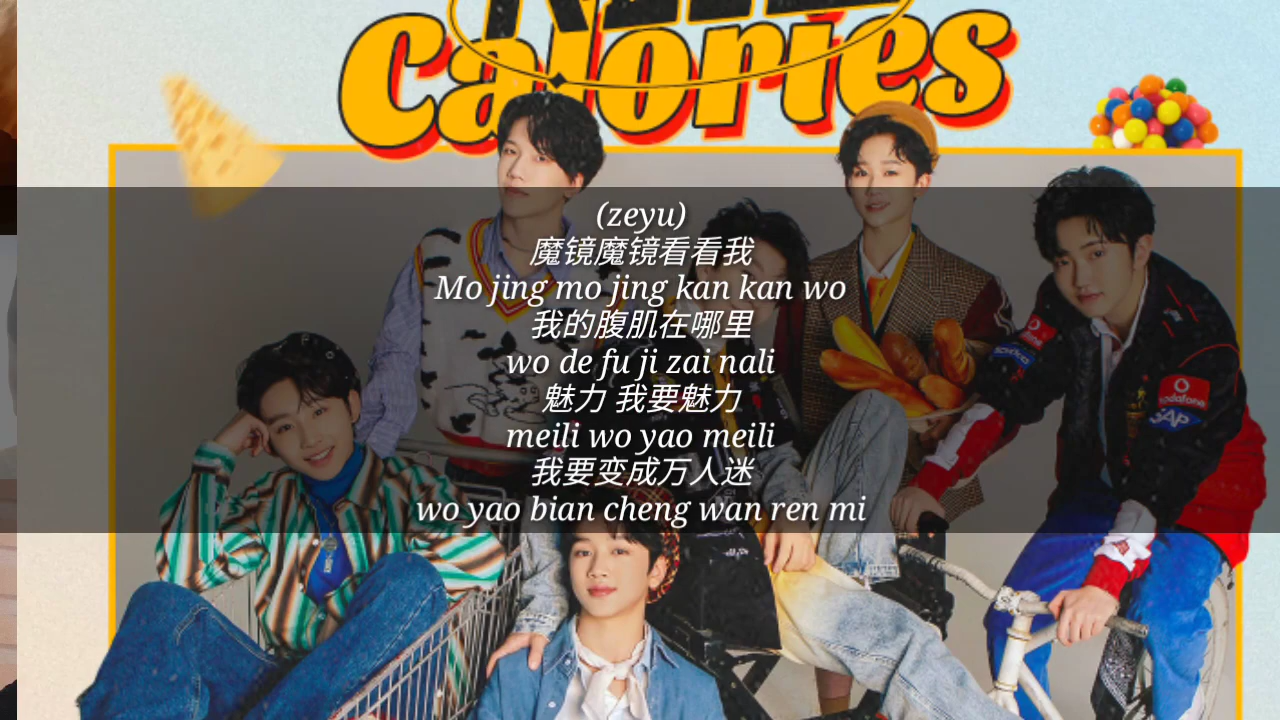 Calories
(zeyu)
魔镜魔镜看看我
Mo jing mo jing kan kan wo
我的腹肌在哪里
wo de fu ji zai nali
魅力 我要魅力
meili wo yao meili
我要变成万人迷
wo yao bian cheng wan ren mi
vodafone